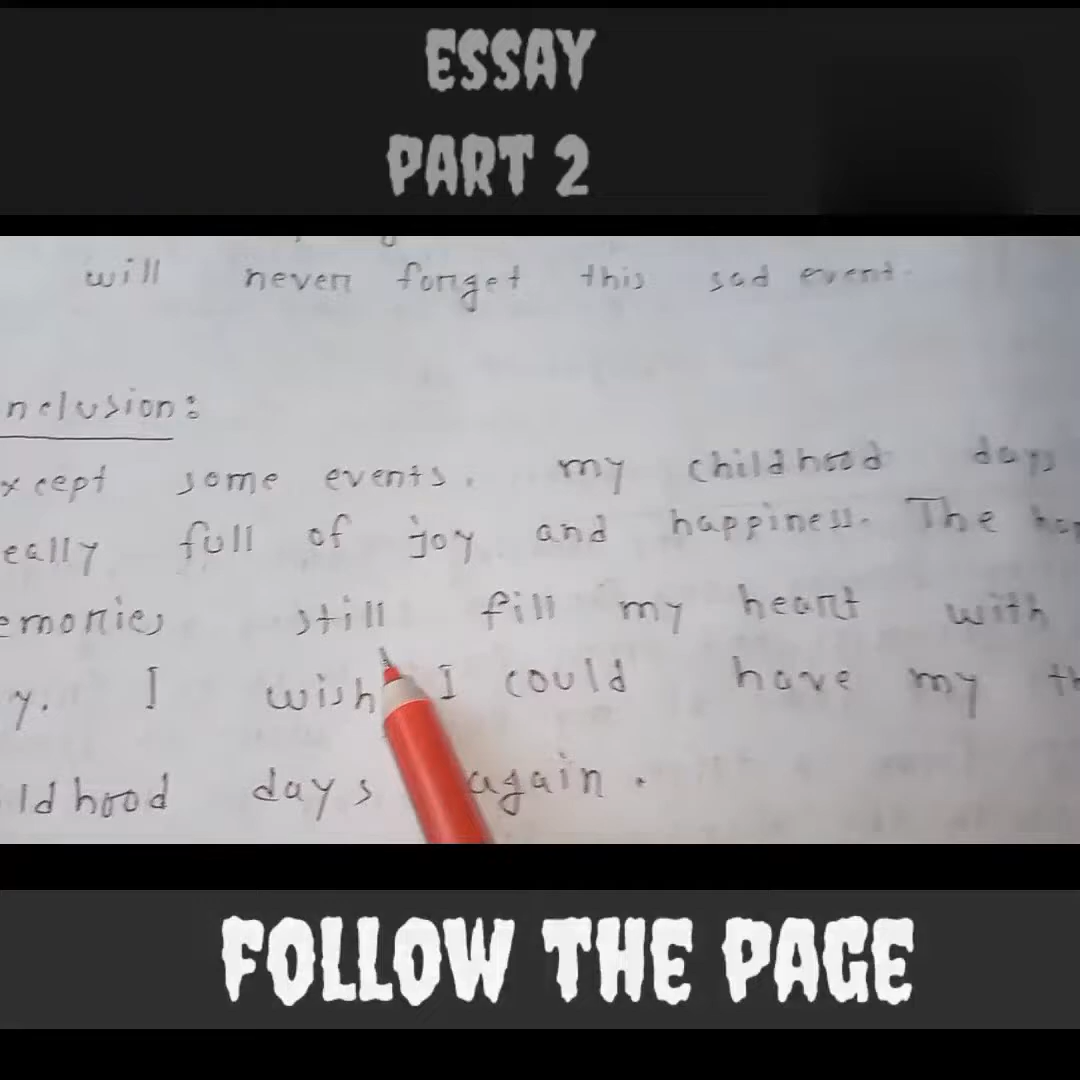 ESSAY
PART 2
will never forget this sad event.
nclusion:
xcept some events. my childhood days
eally full of joy and happiness. The
emories still fill my heart with
y. I wish I could have my
ldhood days again.
FOLLOW THE PAGE